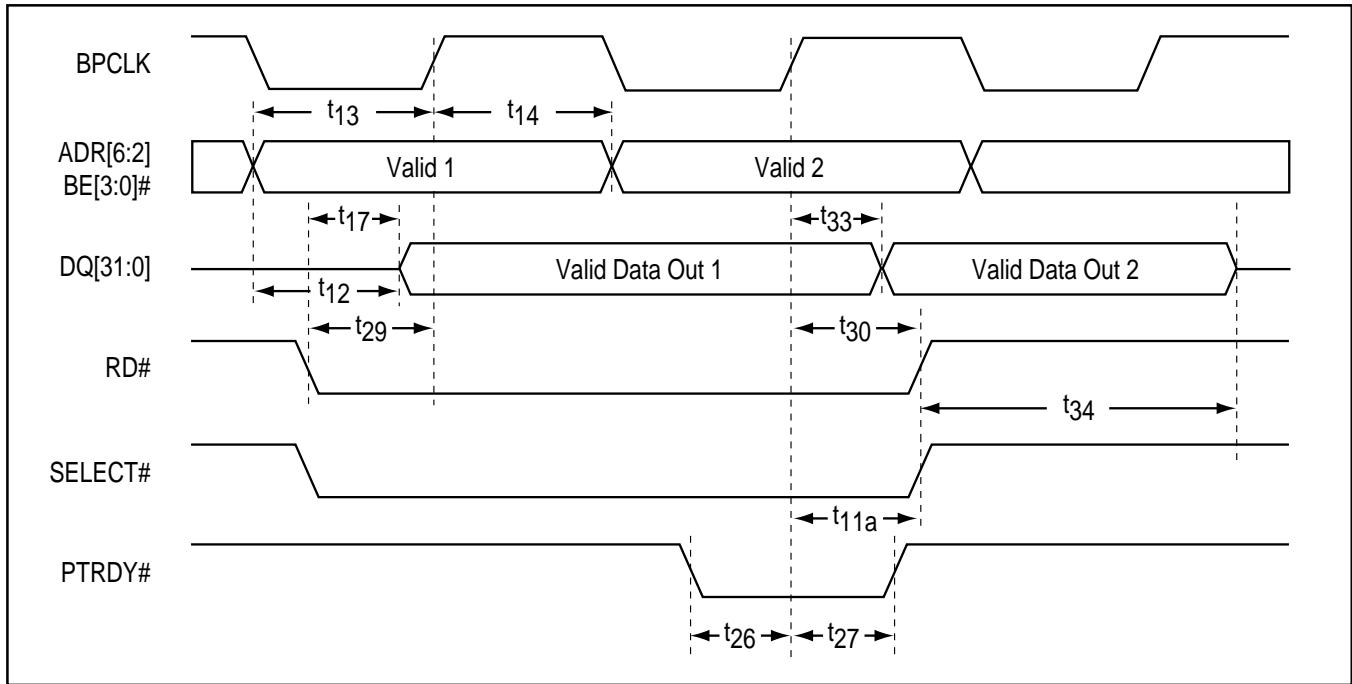 BPCLK
t13 t14
ADR[6:2]
BE[3:0]#
Valid 1 Valid 2
t17 t33
DQ[31:0] Valid Data Out 1 Valid Data Out 2
t12
t29 t30
RD#
t34
SELECT#
t11a
PTRDY#
t26 t27